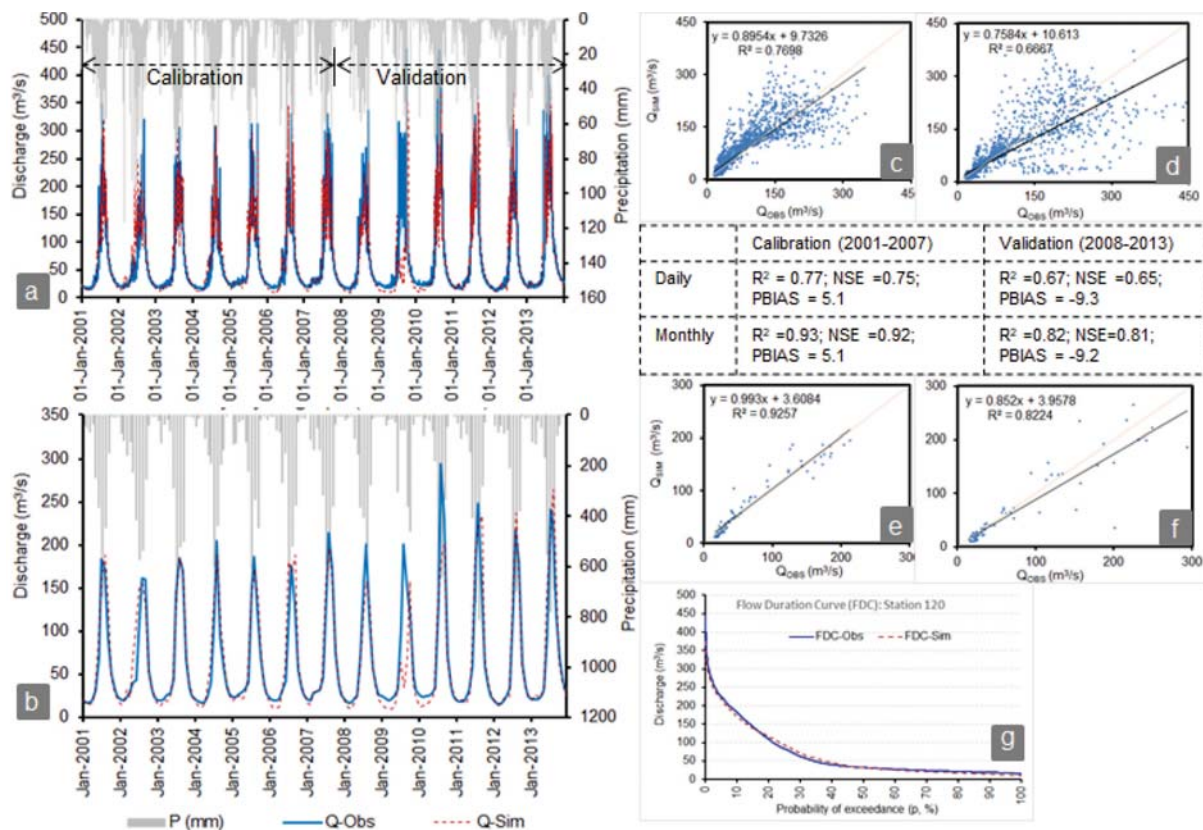 500
450
400
350
300
250
200
150
100
50
0
Discharge (m³/s)
Calibration
Validation
0
20
40
60
80
100
120
140
160
Precipitation (mm)
a
01-Jan-2001
01-Jan-2002
01-Jan-2003
01-Jan-2004
01-Jan-2005
01-Jan-2006
01-Jan-2007
01-Jan-2008
01-Jan-2009
01-Jan-2010
01-Jan-2011
01-Jan-2012
01-Jan-2013
350
300
250
200
150
100
50
0
Discharge (m³/s)
0
200
400
600
800
1000
1200
Precipitation (mm)
b
Jan-2001
Jan-2002
Jan-2003
Jan-2004
Jan-2005
Jan-2006
Jan-2007
Jan-2008
Jan-2009
Jan-2010
Jan-2011
Jan-2012
Jan-2013
P (mm)
Q-Obs
Q-Sim
450
300
150
0
Q_SIM (m³/s)
y = 0.8954x + 9.7326
R² = 0.7698
c
0 150 300 45
Q_OBS (m³/s)
450
300
150
0
y = 0.7584x + 10.613
R² = 0.6667
d
0 150 300 450
Q_OBS (m³/s)
Calibration (2001-2007) Validation (2008-2013)
Daily R² = 0.77; NSE =0.75; R² =0.67; NSE =0.65;
PBIAS = 5.1 PBIAS = -9.3
Monthly R² =0.93; NSE =0.92; R² =0.82; NSE=0.81;
PBIAS = 5.1 PBIAS = -9.2
300
200
100
0
Q_SIM (m³/s)
y = 0.993x + 3.6084
R² = 0.9257
e
0 100 200 300
Q_OBS (m³/s)
300
200
100
0
y = 0.852x + 3.9578
R² = 0.8224
f
0 100 200 300
Q_OBS (m³/s)
Flow Duration Curve (FDC): Station 120
FDC-Obs FDC-Sim
500
450
400
350
300
250
200
150
100
50
0
Discharge (m³/s)
g
0 10 20 30 40 50 60 70 80 90 100
Probability of exceedance (p, %)